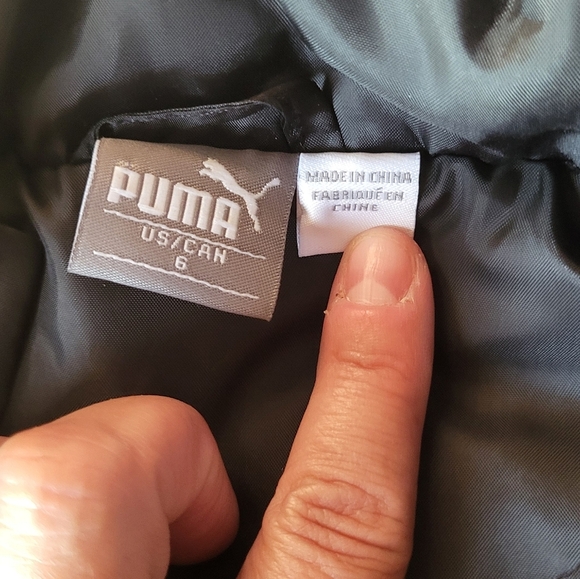 PUMA
US/CAN
6
MADE IN CHINA
FABRIQUÉ EN
CHINE